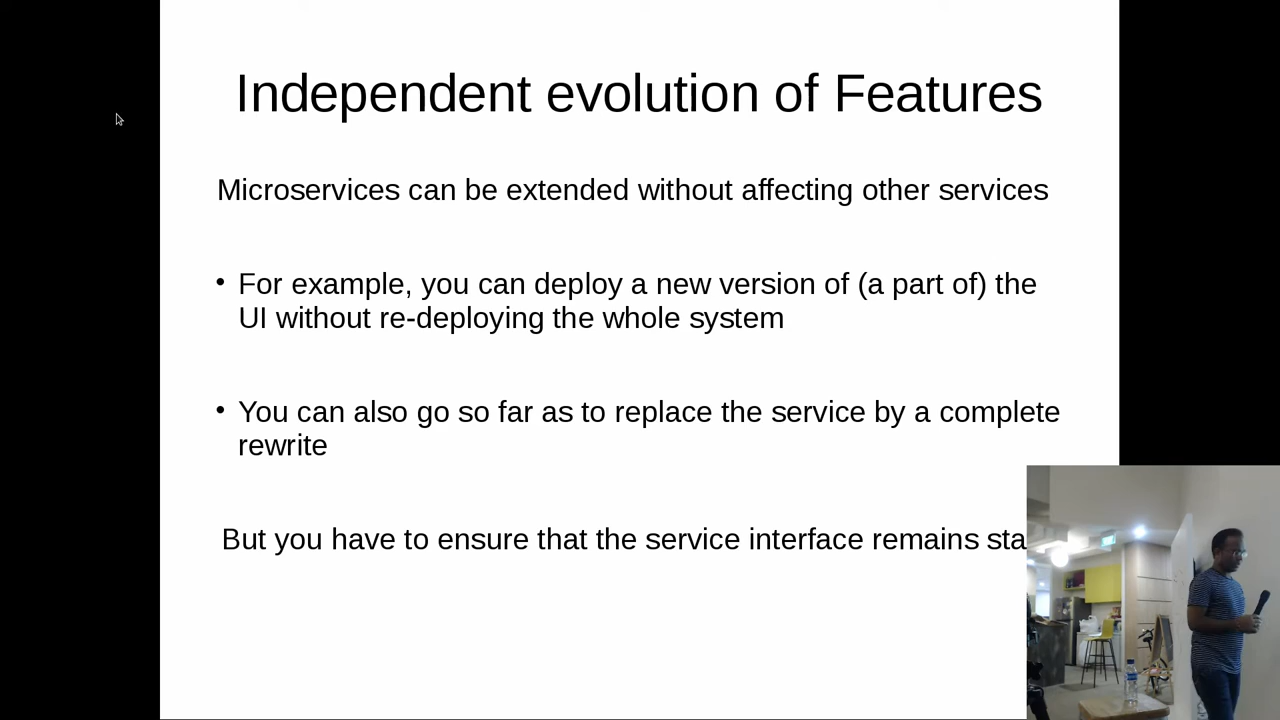 Independent evolution of Features
Microservices can be extended without affecting other services
• For example, you can deploy a new version of (a part of) the
UI without re-deploying the whole system
• You can also go so far as to replace the service by a complete
rewrite
But you have to ensure that the service interface remains